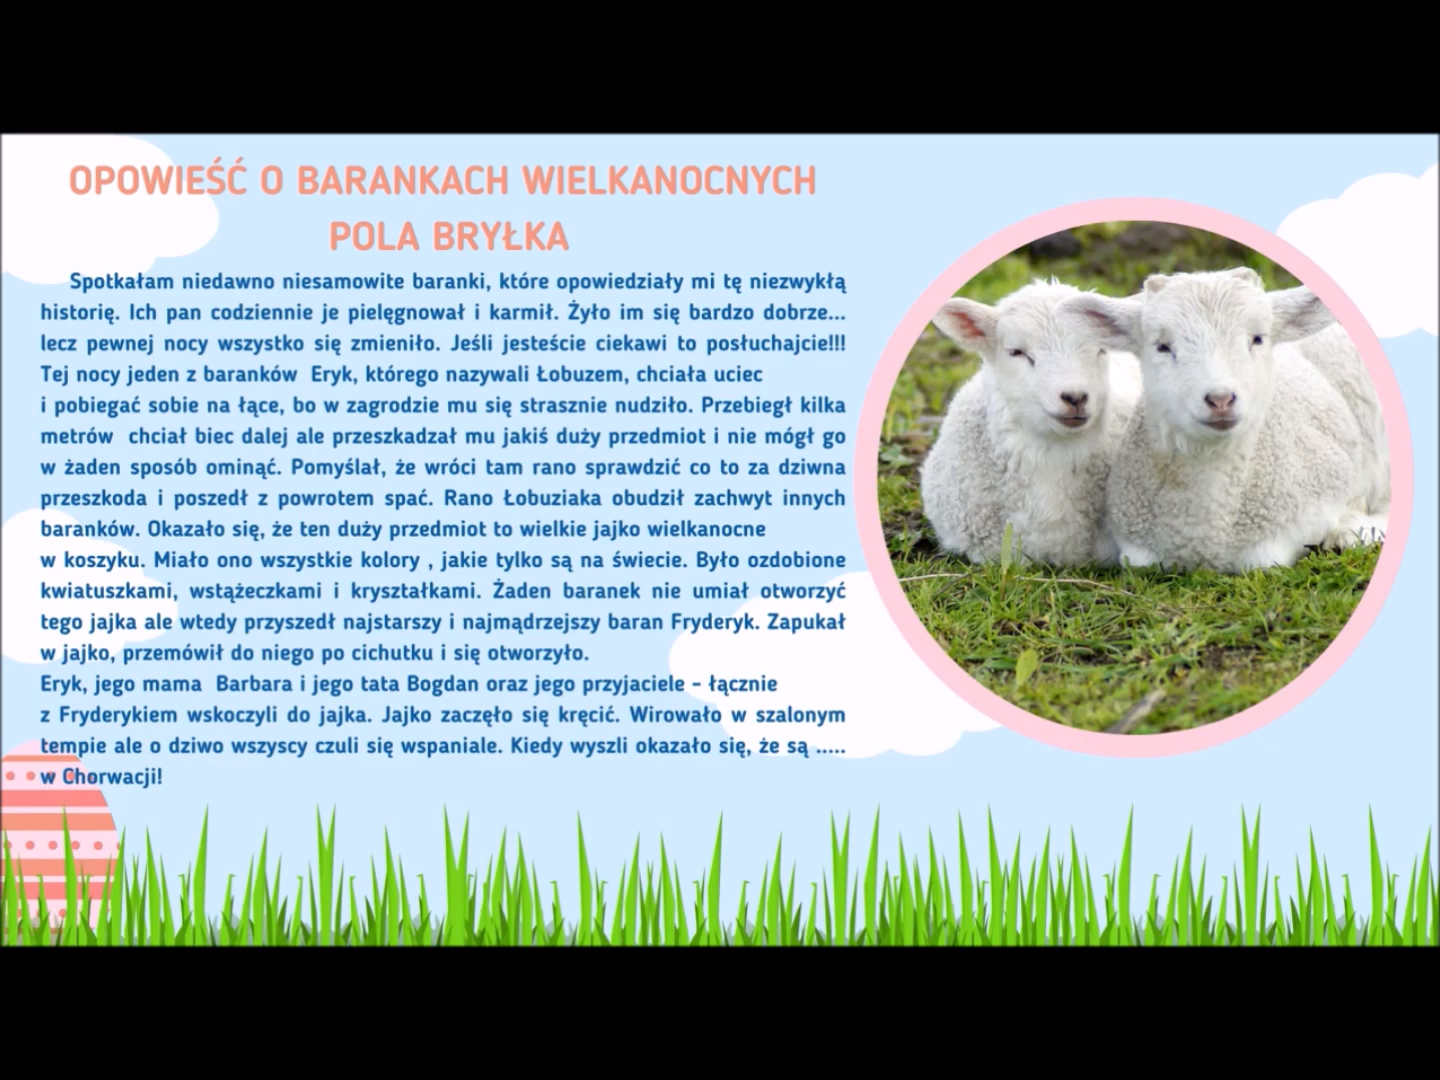 OPOWIEŚĆ O BARANKACH WIELKANOCNYCH
POLA BRYŁKA
Spotkałam niedawno niesamowite baranki, które opowiedziały mi tę niezwykłą
historię. Ich pan codziennie je pielęgnował i karmił. Żyło im się bardzo dobrze...
lecz pewnej nocy wszystko się zmieniło. Jeśli jesteście ciekawi to posłuchajcie!!!
Tej nocy jeden z baranków  Eryk, którego nazywali Łobuzem, chciała uciec
i pobiegać sobie na łące, bo w zagrodzie mu się strasznie nudziło. Przebiegł kilka
metrów  chciał biec dalej ale przeszkadzał mu jakiś duży przedmiot i nie mógł go
w żaden sposób ominąć. Pomyślał, że wróci tam rano sprawdzić co to za dziwna
przeszkoda i poszedł z powrotem spać. Rano Łobuziaka obudził zachwyt innych
baranków. Okazało się, że ten duży przedmiot to wielkie jajko wielkanocne
w koszyku. Miało ono wszystkie kolory , jakie tylko są na świecie. Było ozdobione
kwiatuszkami, wstążeczkami i kryształkami. Żaden baranek nie umiał otworzyć
tego jajka ale wtedy przyszedł najstarszy i najmądrzejszy baran Fryderyk. Zapukał
w jajko, przemówił do niego po cichutku i się otworzyło.
Eryk, jego mama  Barbara i jego tata Bogdan oraz jego przyjaciele - łącznie
z Fryderykiem wskoczyli do jajka. Jajko zaczęło się kręcić. Wirowało w szalonym
tempie ale o dziwo wszyscy czuli się wspaniale. Kiedy wyszli okazało się, że są .....
w Chorwacji!